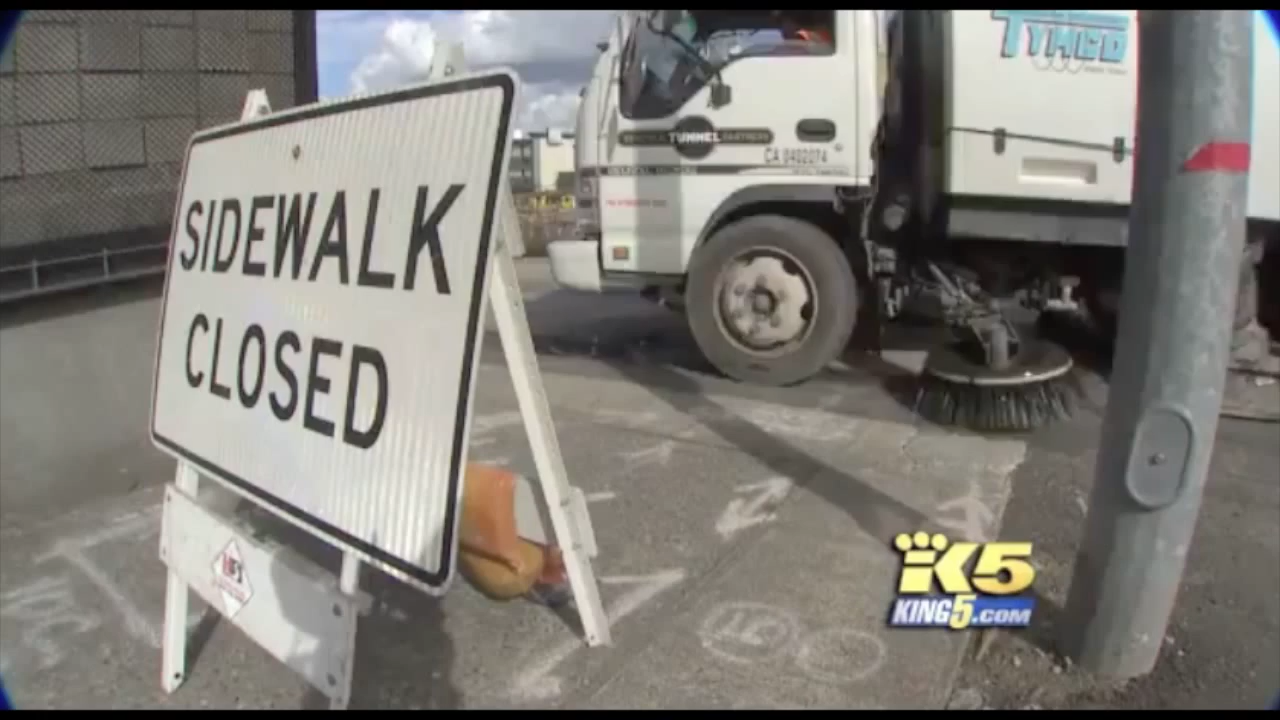 SIDEWALK
CLOSED
TYMCO
TUNNEL
CA 0402074
K5
KING5.COM